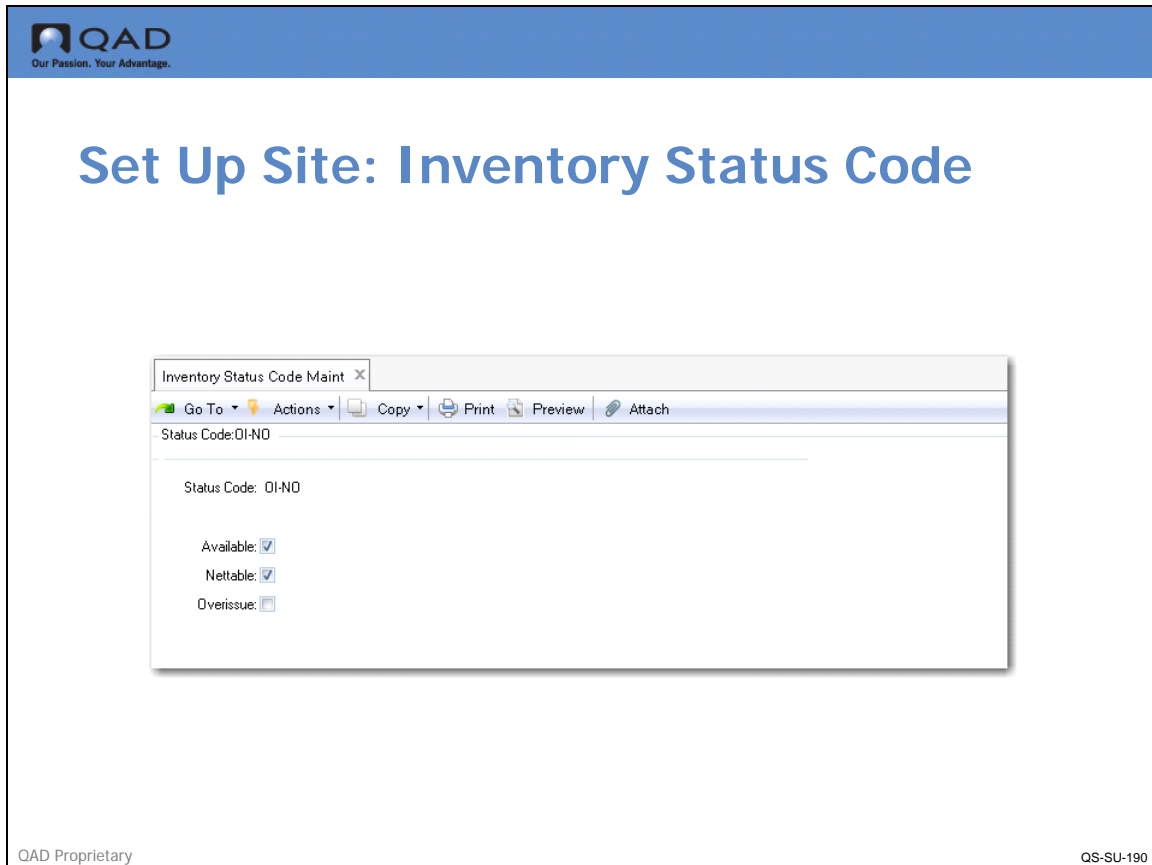 QAD
Our Passion. Your Advantage.
Set Up Site: Inventory Status Code
Inventory Status Code Maint X
Go To Actions Copy Print Preview Attach
Status Code:OI-NO
Status Code: OI-NO
Available:
Nettable:
Overissue:
QAD Proprietary
QS-SU-190